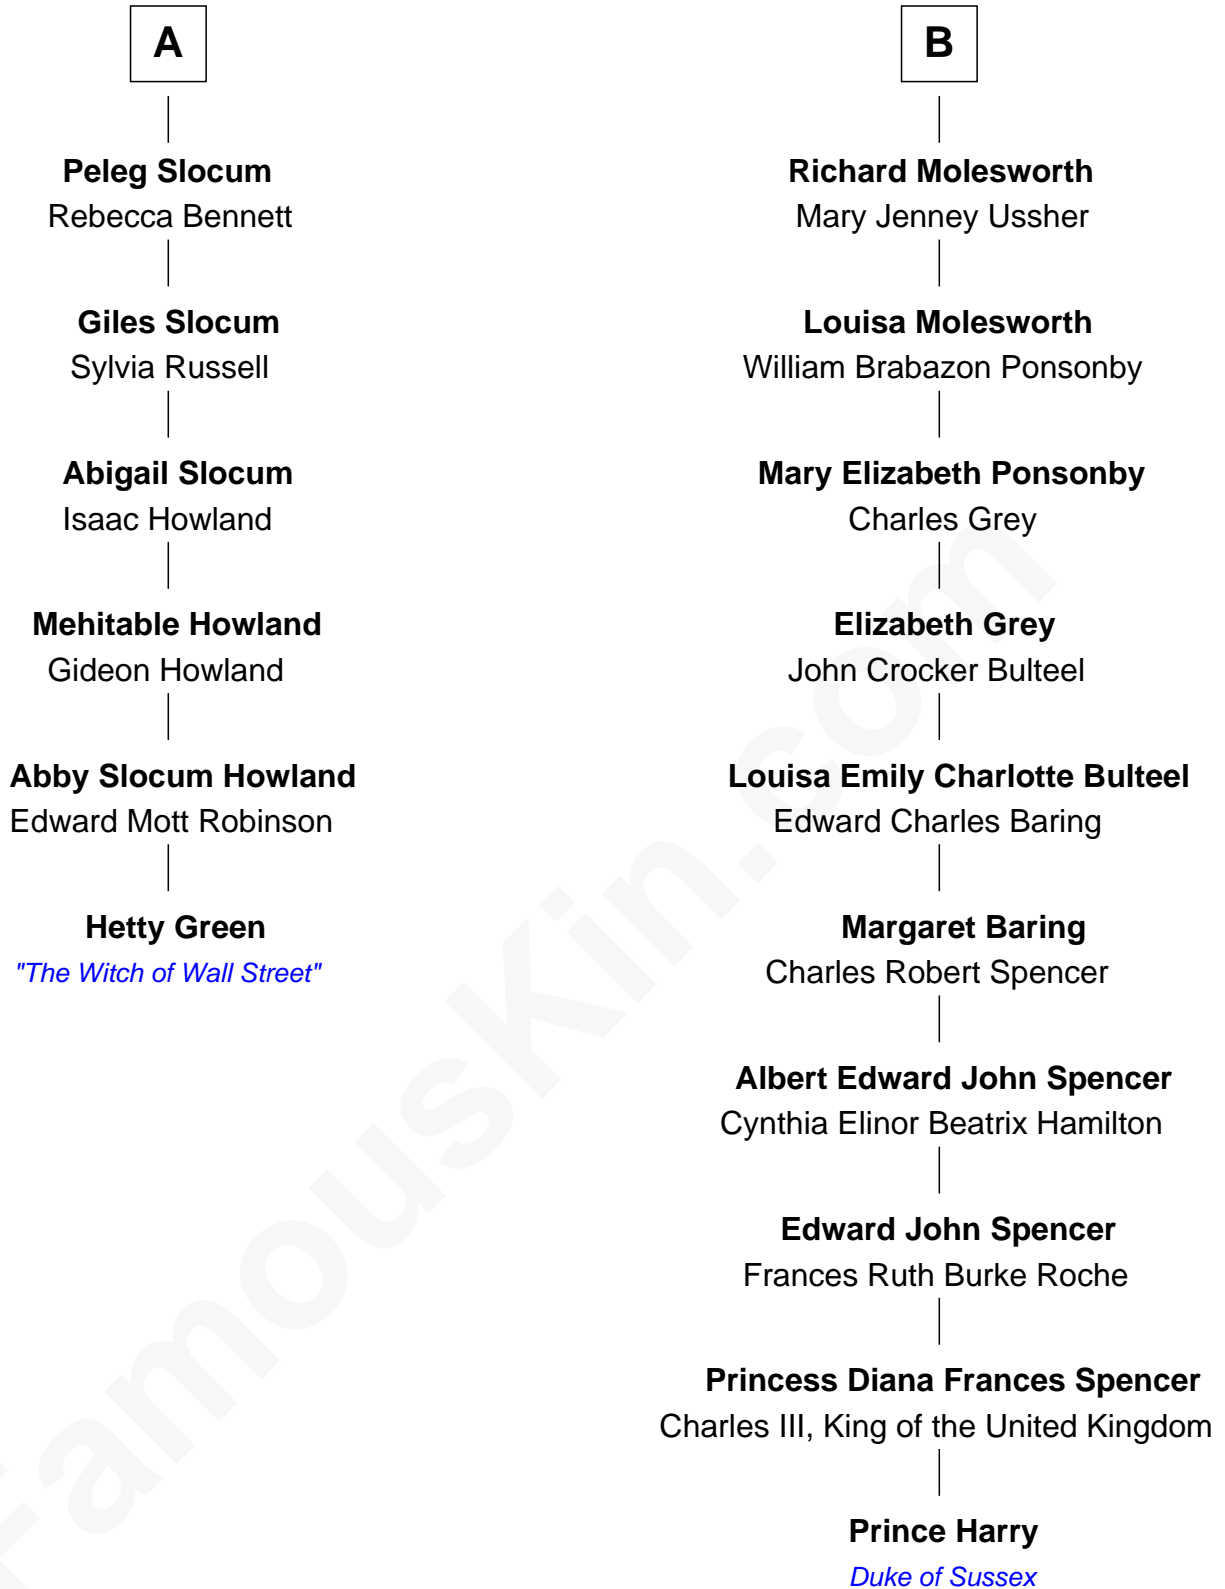 A
Peleg Slocum
Rebecca Bennett
Giles Slocum
Sylvia Russell
Abigail Slocum
Isaac Howland
Mehitable Howland
Gideon Howland
Abby Slocum Howland
Edward Mott Robinson
Hetty Green
"The Witch of Wall Street"
B
Richard Molesworth
Mary Jenney Ussher
Louisa Molesworth
William Brabazon Ponsonby
Mary Elizabeth Ponsonby
Charles Grey
Elizabeth Grey
John Crocker Bulteel
Louisa Emily Charlotte Bulteel
Edward Charles Baring
Margaret Baring
Charles Robert Spencer
Albert Edward John Spencer
Cynthia Elinor Beatrix Hamilton
Edward John Spencer
Frances Ruth Burke Roche
Princess Diana Frances Spencer
Charles III, King of the United Kingdom
Prince Harry
Duke of Sussex
FamousKin.com